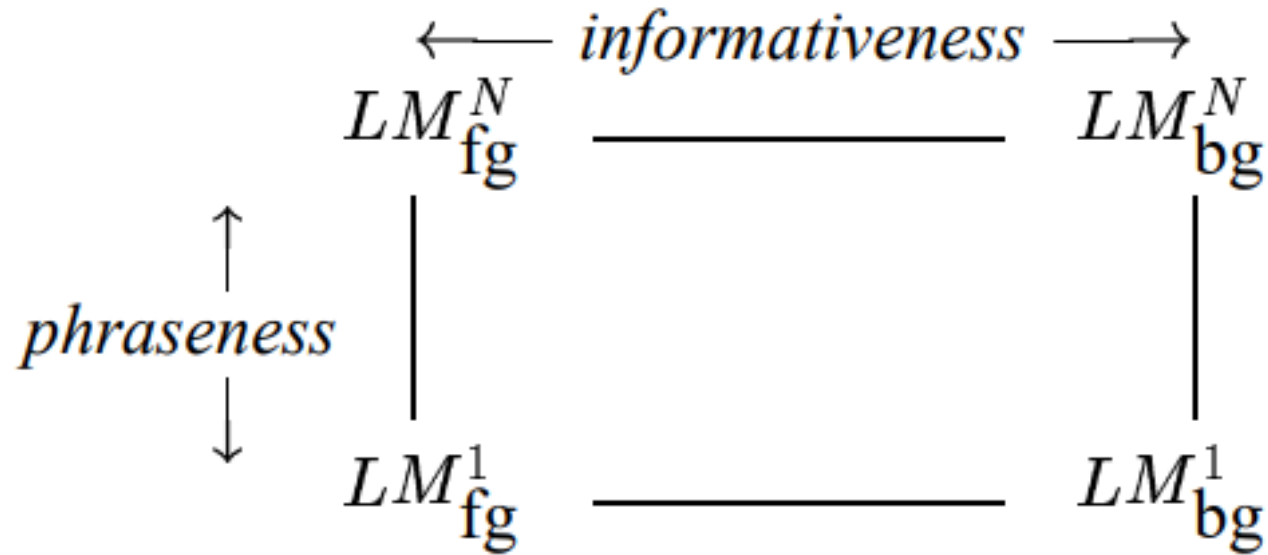 ← informativeness →
LM^N_fg LM^N_bg
phraseness
LM^1_fg LM^1_bg